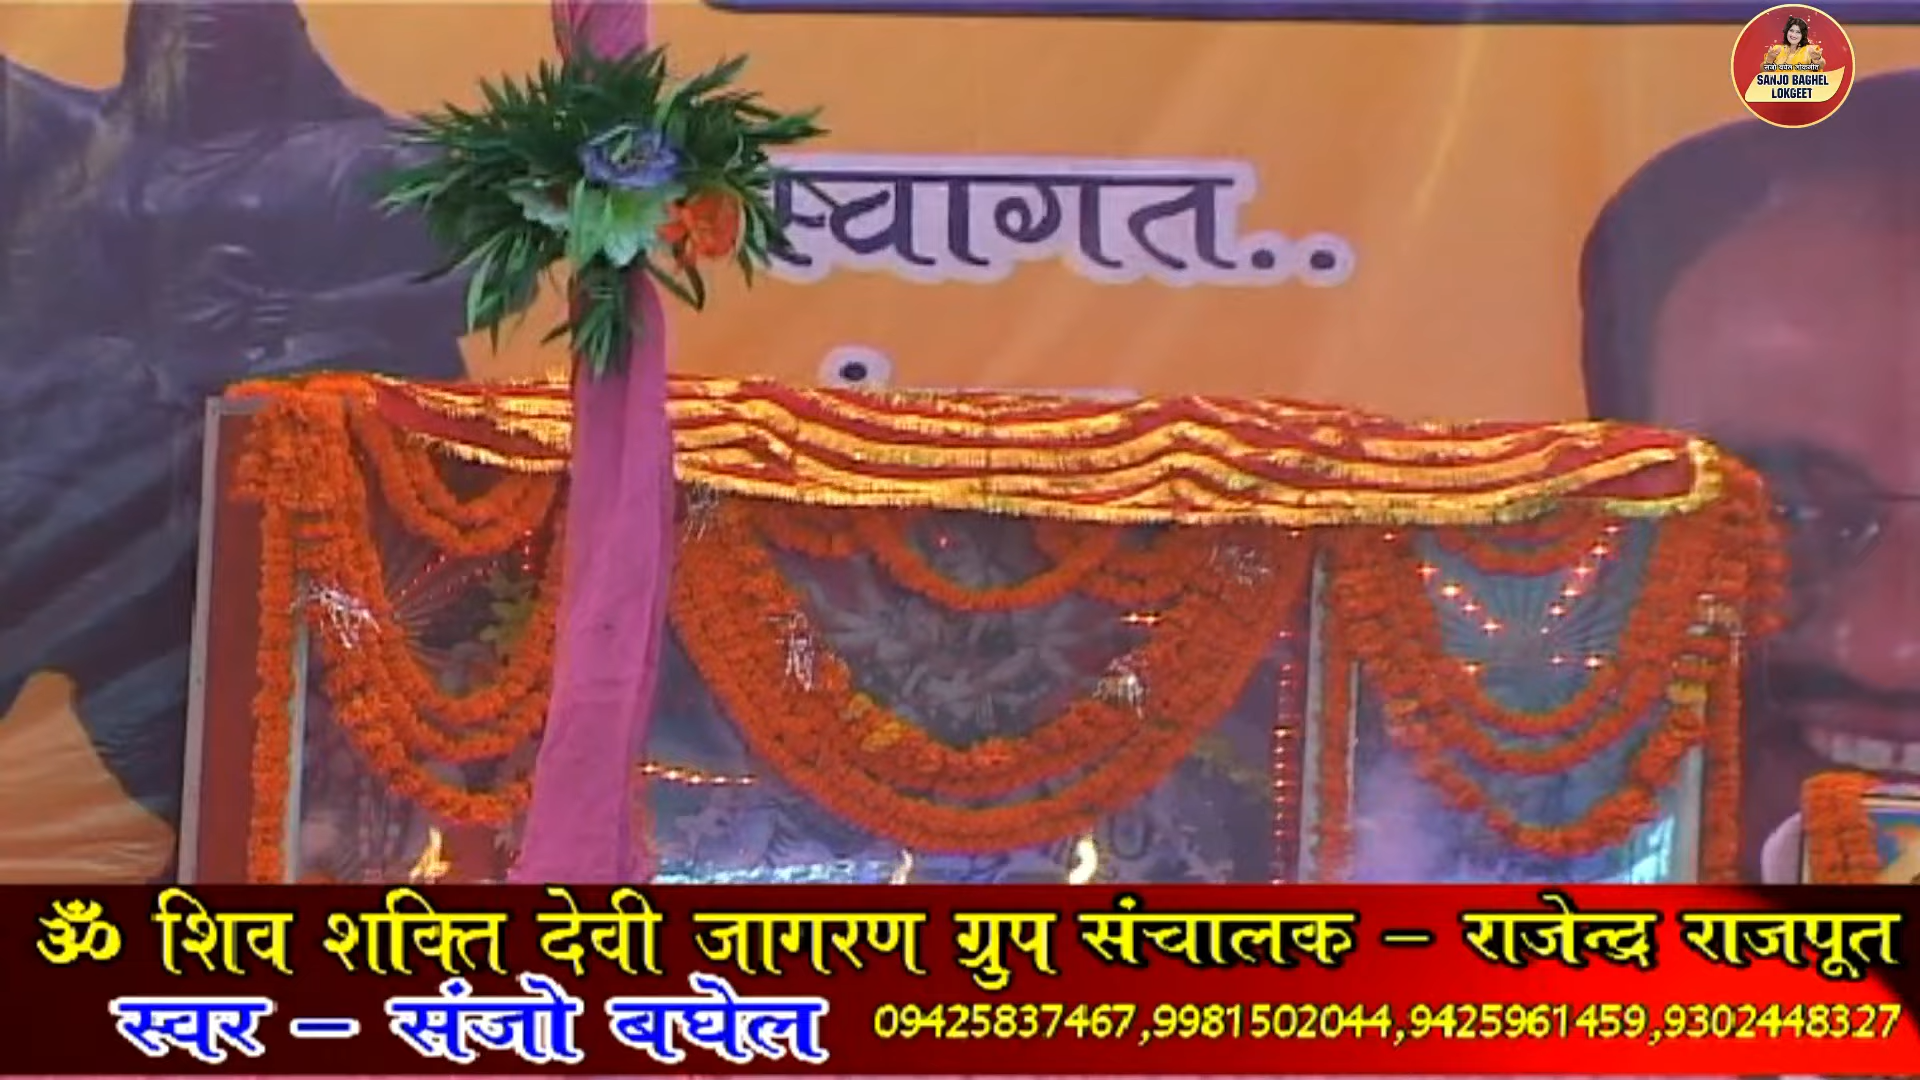 SANJO BAGHEL
LOKGEET
स्वागत..
ॐ शिव शक्ति देवी जागरण ग्रुप संचालक – राजेन्द्र राजपूत
स्वर – संजो बघेल 09425837467,9981502044,9425961459,9302448327